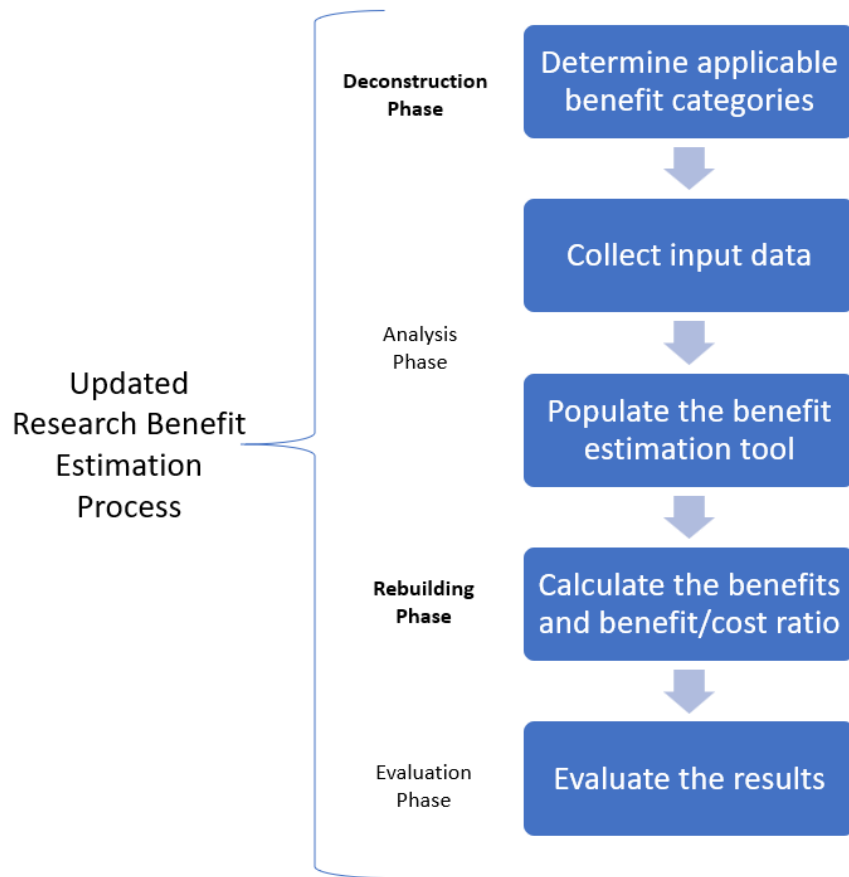 Updated
Research Benefit
Estimation
Process
Deconstruction
Phase
Determine applicable
benefit categories
Collect input data
Analysis
Phase
Populate the benefit
estimation tool
Rebuilding
Phase
Calculate the benefits
and benefit/cost ratio
Evaluation
Phase
Evaluate the results